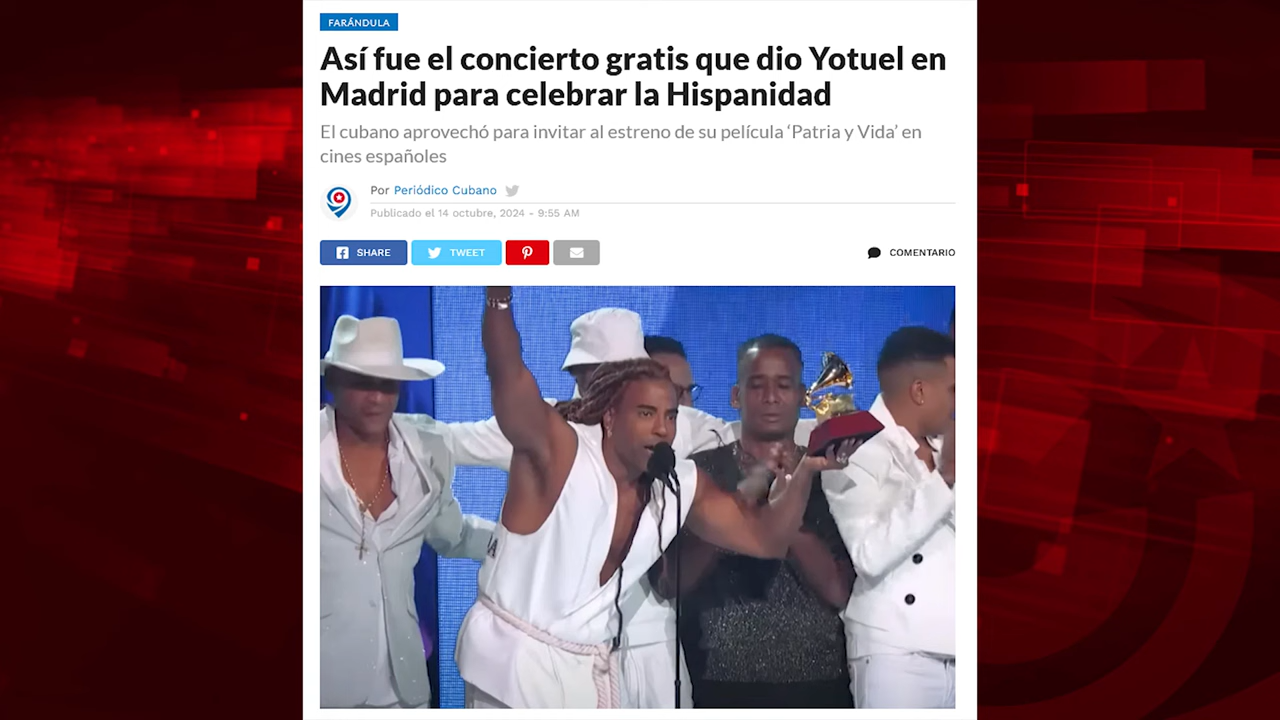 FARÁNDULA
Así fue el concierto gratis que dio Yotuel en
Madrid para celebrar la Hispanidad
El cubano aprovechó para invitar al estreno de su película ‘Patria y Vida’ en
cines españoles
Por Periódico Cubano
Publicado el 14 octubre, 2024 - 9:55 AM
SHARE
TWEET
COMENTARIO